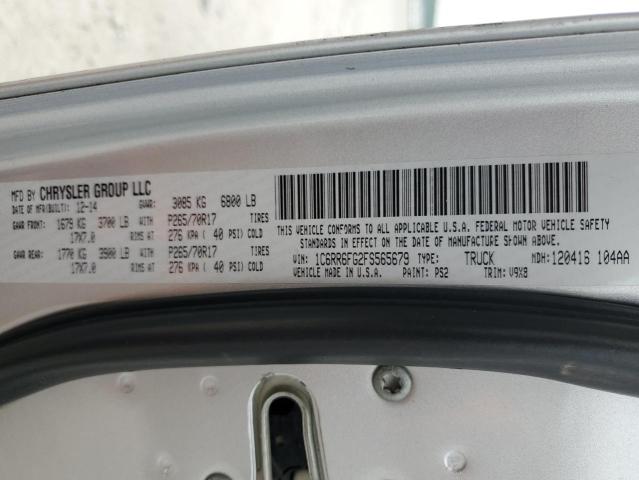 MFD BY CHRYSLER GROUP LLC
DATE OF MFR(BUILT): 12-14 GVWR: 3085 KG 6800 LB
GAWR FRONT: 1679 KG 3700 LB WITH P265/70R17 TIRES
17X7.0 RIMS AT 276 KPA ( 40 PSI) COLD
GAWR REAR: 1770 KG 3900 LB WITH P265/70R17 TIRES
17X7.0 RIMS AT 276 KPA ( 40 PSI) COLD
THIS VEHICLE CONFORMS TO ALL APPLICABLE U.S.A. FEDERAL MOTOR VEHICLE SAFETY
STANDARDS IN EFFECT ON THE DATE OF MANUFACTURE SHOWN ABOVE.
VIN: 1C6RR6FG2FS565679 TYPE: TRUCK MDH:120416 104AA
VEHICLE MADE IN U.S.A. PAINT: PS2 TRIM: V9X8